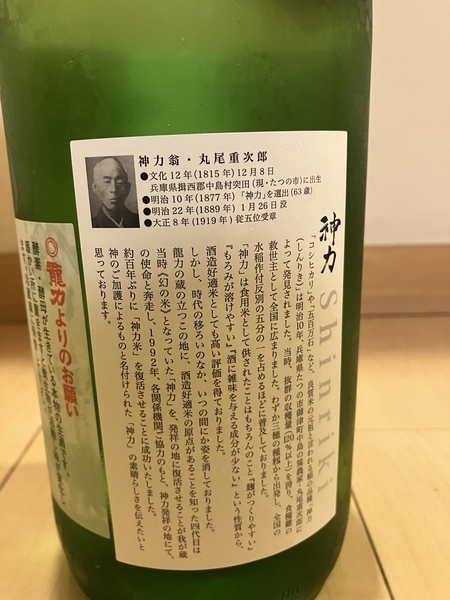 神力翁・丸尾重次郎
●文化12年(1815年)12月8日
兵庫県揖西郡中島村突田(現・たつの市)に出生
●明治10年(1877年)「神力」を選出(63歳)
●明治22年(1889年) 1月26日没
●大正8年(1919年)従五位受章
神力 Shinriki
「コシヒカリ」や「五百万石」など、良質米の先祖と言われる稲の品種「神力
(しんりき)」は明治10年、兵庫県たつの市御津町中島の篤農家・丸尾重次郎に
よって発見されました。当時、抜群の収穫量(120%以上)を誇り、食糧難の
救世主として全国に広まりました。わずか三穂の種籾から出発し、全国の
水稲作付反別の五分の一を占めるほどに普及しておりました。
「神力」は食用米として供されたことはもちろんのこと『麹がつくりやすい』
『もろみが溶けやすい』『酒に雑味を与える成分が少ない』という性質から、
酒造好適米としても高い評価を得ておりました。
しかし、時代の移ろいのなか、いつの間にか姿を消しておりました。
龍力の蔵の立つこの地に、酒造好適米の原点があることを知った四代目は
当時〈幻の米〉となっていた「神力」を、発祥の地に復活させることが我が蔵
の使命と奔走し、1992年、各関係機関ご協力のもと、神力発祥の地にて、
約百年ぶりに「神力米」を復活させることに成功いたしました。
神のご加護によるものと名付けられた「神力」の素晴らしさを伝えたいと
思っております。
◎龍力よりのお願い